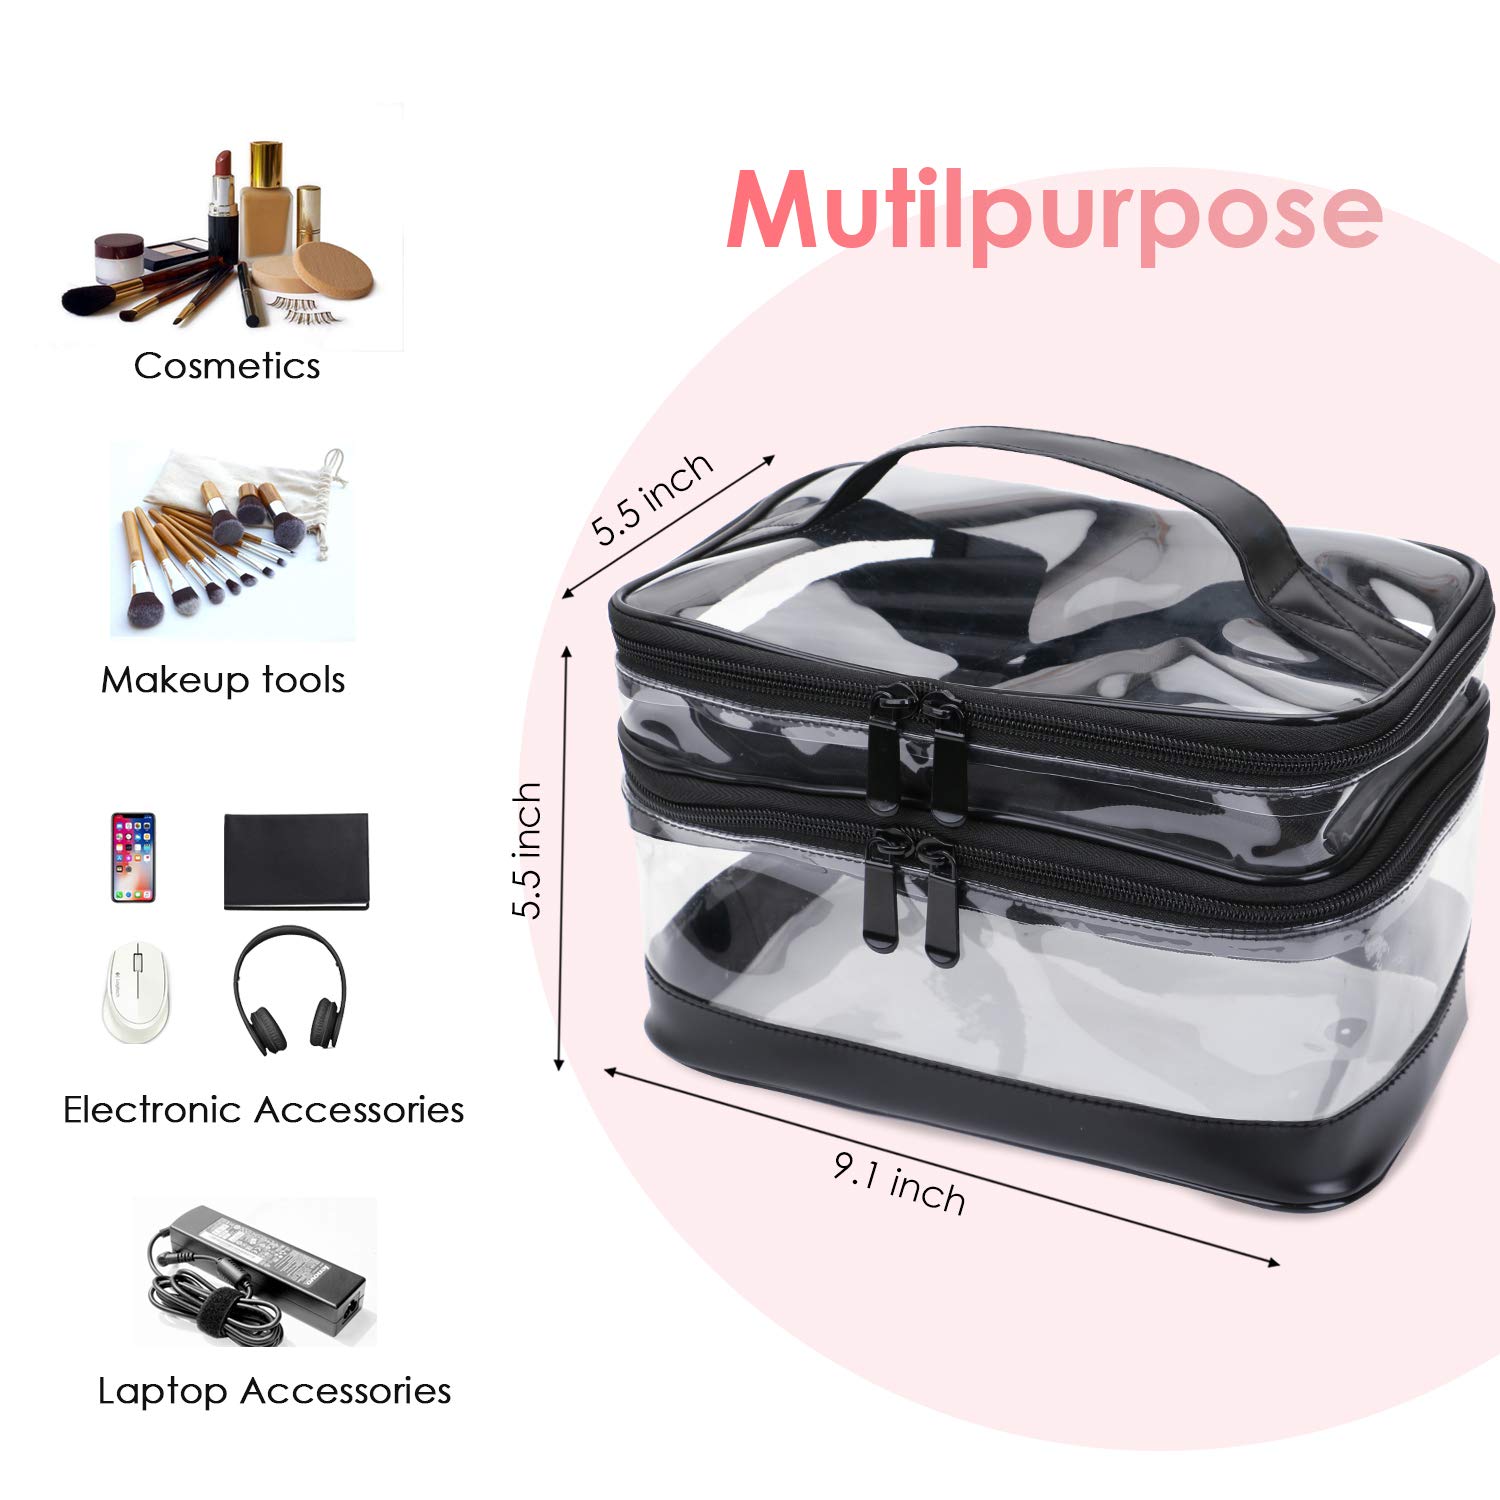 Mutilpurpose
Cosmetics
5.5 inch
Makeup tools
5.5 inch
Electronic Accessories
9.1 inch
Laptop Accessories